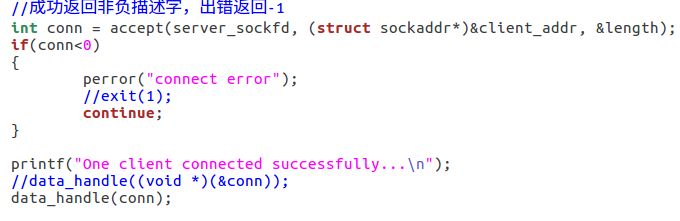 //成功返回非负描述字，出错返回-1
int conn = accept(server_sockfd, (struct sockaddr*)&client_addr, &length);
if(conn<0)
{
        perror("connect error");
        //exit(1);
        continue;
}

printf("One client connected successfully...\n");
//data_handle((void *)(&conn));
data_handle(conn);